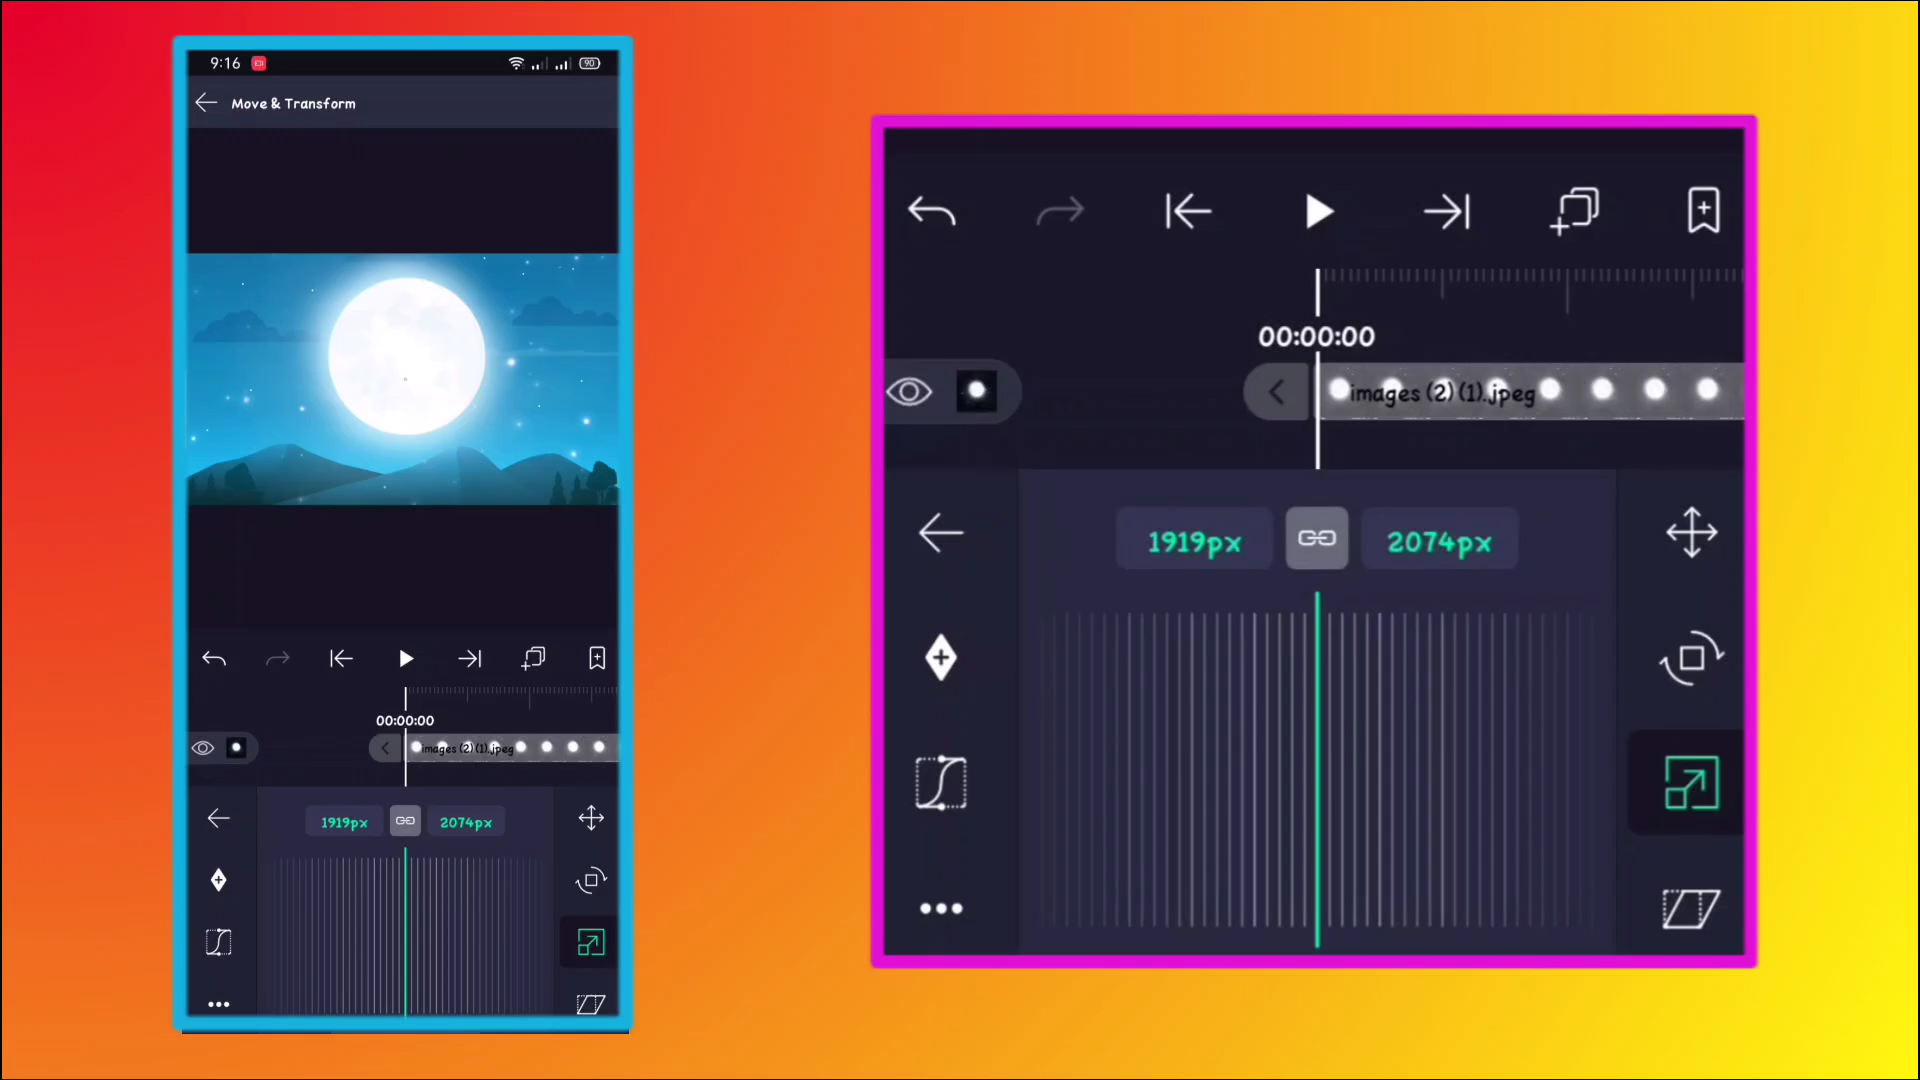 9:16
90
Move & Transform
00:00:00
images (2) (1).jpeg
1919px
2074px
00:00:00
images (2) (1).jpeg
1919px
2074px